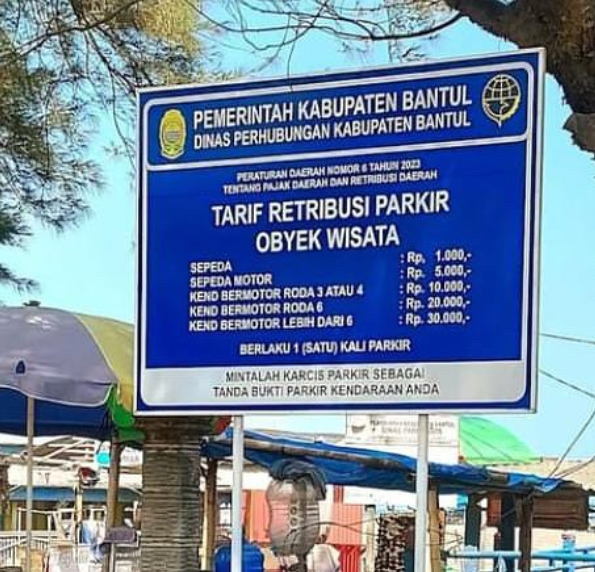 PEMERINTAH KABUPATEN BANTUL
DINAS PERHUBUNGAN KABUPATEN BANTUL
PERATURAN DAERAH NOMOR 6 TAHUN 2023
TENTANG PAJAK DAERAH DAN RETRIBUSI DAERAH
TARIF RETRIBUSI PARKIR
OBYEK WISATA
SEPEDA : Rp. 1.000,-
SEPEDA MOTOR : Rp. 5.000,-
KEND BERMOTOR RODA 3 ATAU 4 : Rp. 10.000,-
KEND BERMOTOR RODA 6 : Rp. 20.000,-
KEND BERMOTOR LEBIH DARI 6 : Rp. 30.000,-
BERLAKU 1 (SATU) KALI PARKIR
MINTALAH KARCIS PARKIR SEBAGAI
TANDA BUKTI PARKIR KENDARAAN ANDA